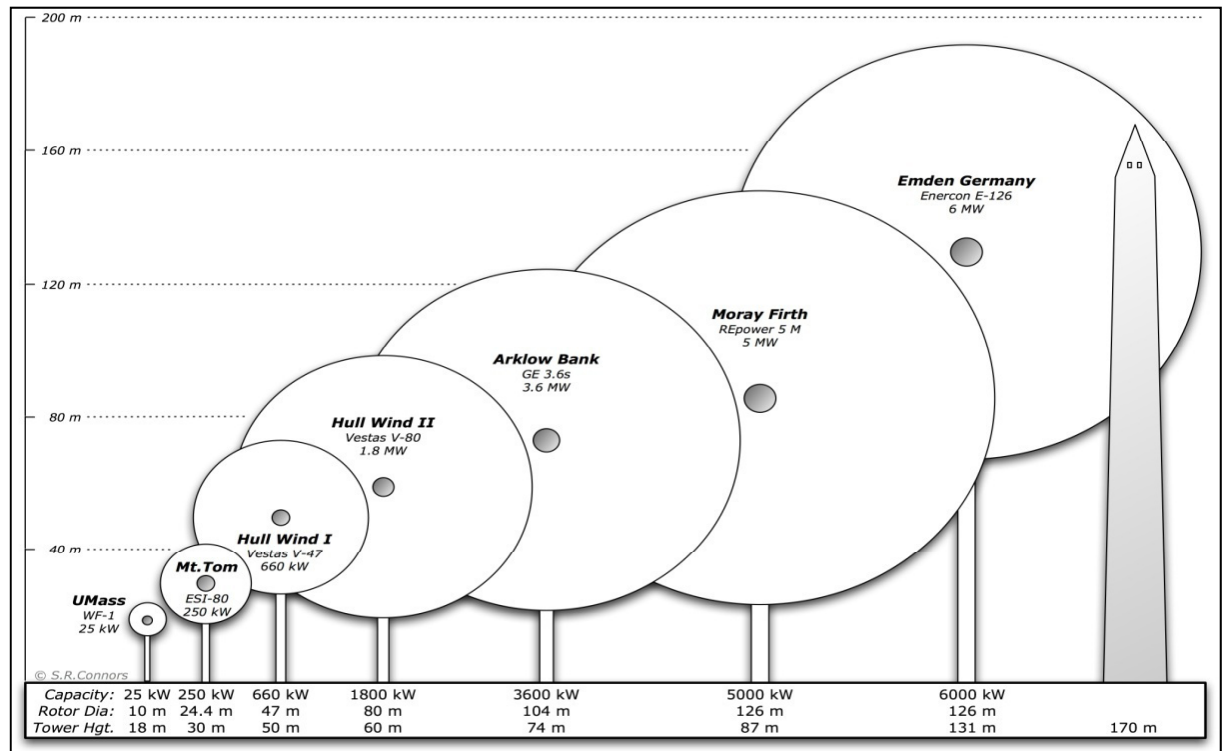 200 m
160 m
Emden Germany
Enercon E-126
6 MW
120 m
Moray Firth
REpower 5 M
5 MW
Arklow Bank
GE 3.6s
3.6 MW
80 m
Hull Wind II
Vestas V-80
1.8 MW
Hull Wind I
Vestas V-47
660 kW
40 m
Mt.Tom
ESI-80
250 kW
UMass
WF-1
25 kW
© S.R.Connors
Capacity: 25 kW 250 kW 660 kW 1800 kW 3600 kW 5000 kW 6000 kW
Rotor Dia: 10 m 24.4 m 47 m 80 m 104 m 126 m 126 m
Tower Hgt. 18 m 30 m 50 m 60 m 74 m 87 m 131 m 170 m